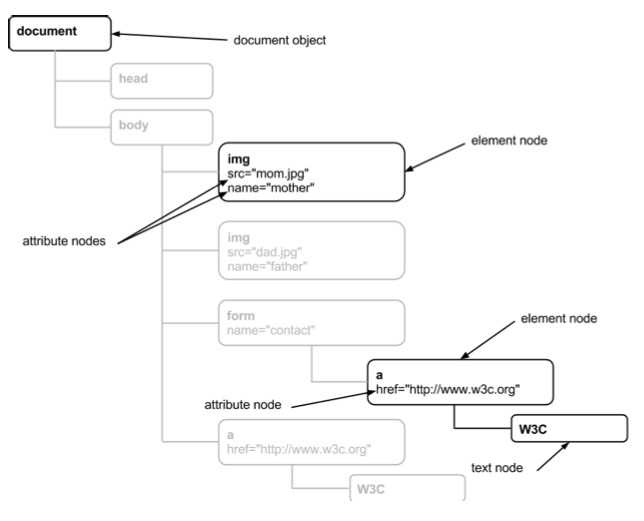 document
document object
head
body
element node
img
src="mom.jpg"
name="mother"
attribute nodes
img
src="dad.jpg"
name="father"
form
name="contact"
element node
a
href="http://www.w3c.org"
attribute node
W3C
a
href="http://www.w3c.org"
text node
W3C